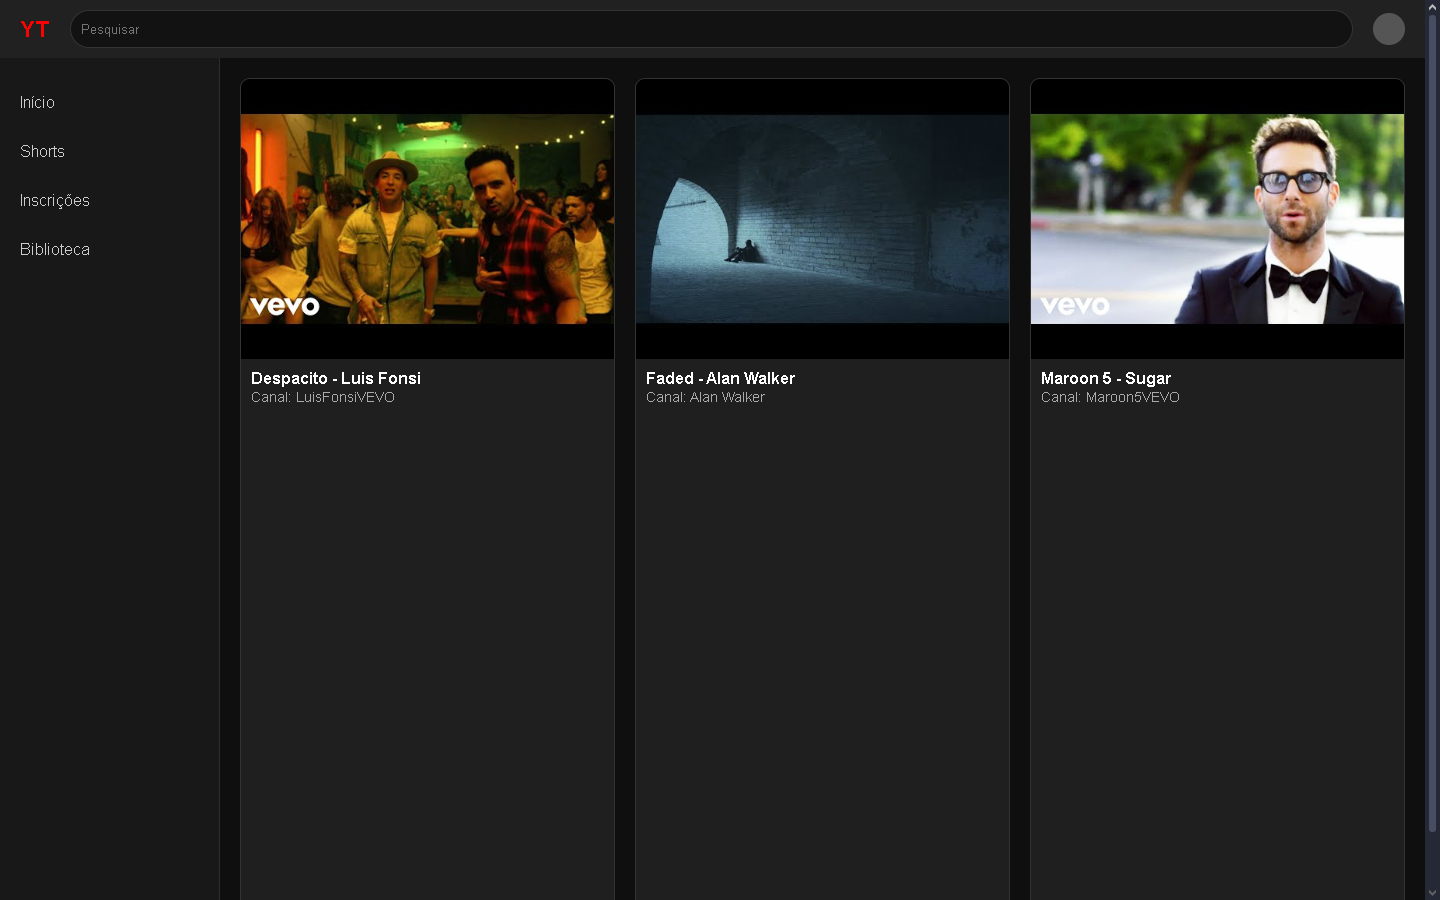 YT
Pesquisar
Início
Shorts
Inscrições
Biblioteca
vevo
vevo
Despacito - Luis Fonsi
Canal: LuisFonsiVEVO
Faded - Alan Walker
Canal: Alan Walker
Maroon 5 - Sugar
Canal: Maroon5VEVO